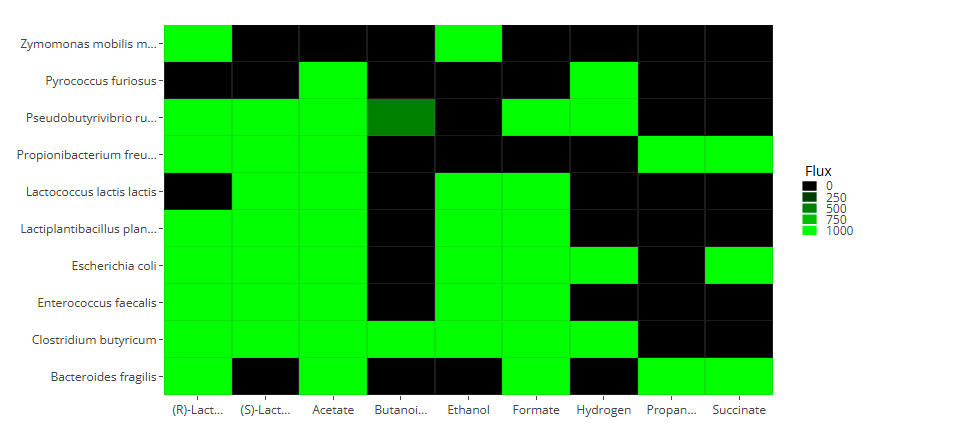 Zymomonas mobilis m...
Pyrococcus furiosus
Pseudobutyrivibrio ru...
Propionibacterium freu...
Lactococcus lactis lactis
Lactiplantibacillus plan...
Escherichia coli
Enterococcus faecalis
Clostridium butyricum
Bacteroides fragilis
(R)-Lact... (S)-Lact... Acetate Butanoi... Ethanol Formate Hydrogen Propan... Succinate
Flux
0
250
500
750
1000